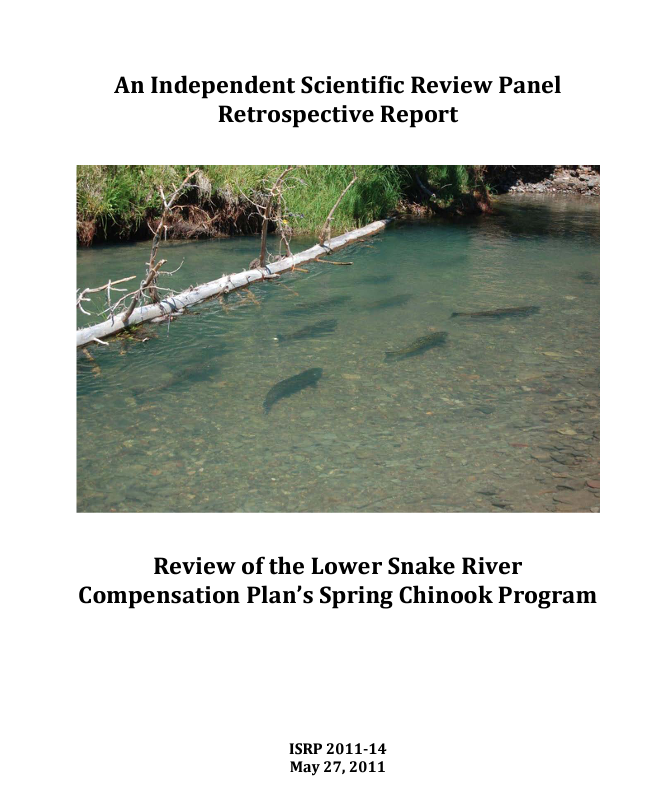 An Independent Scientific Review Panel
Retrospective Report
Review of the Lower Snake River
Compensation Plan’s Spring Chinook Program
ISRP 2011-14
May 27, 2011